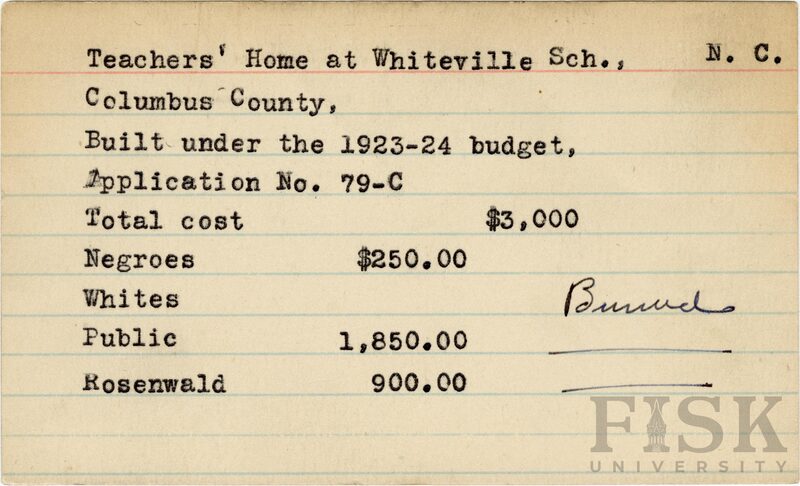 Teachers' Home at Whiteville Sch., N. C.
Columbus County,
Built under the 1923-24 budget,
Application No. 79-C
Total cost $3,000
Negroes $250.00
Whites
Burned
Public 1,850.00
Rosenwald 900.00
FISK
UNIVERSITY